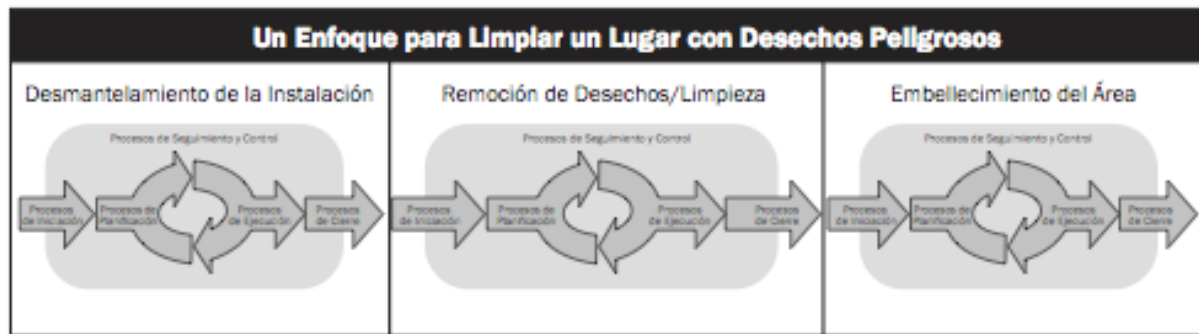 Un Enfoque para Limpiar un Lugar con Desechos Peligrosos
Desmantelamiento de la Instalación
Procesos de Seguimiento y Control
Procesos
de Iniciación
Procesos de
Planificación
Procesos
de Ejecución
Procesos
de Cierre
Remoción de Desechos/Limpieza
Procesos de Seguimiento y Control
Procesos
de Iniciación
Procesos de
Planificación
Procesos
de Ejecución
Procesos
de Cierre
Embellecimiento del Área
Procesos de Seguimiento y Control
Procesos
de Iniciación
Procesos de
Planificación
Procesos
de Ejecución
Procesos
de Cierre